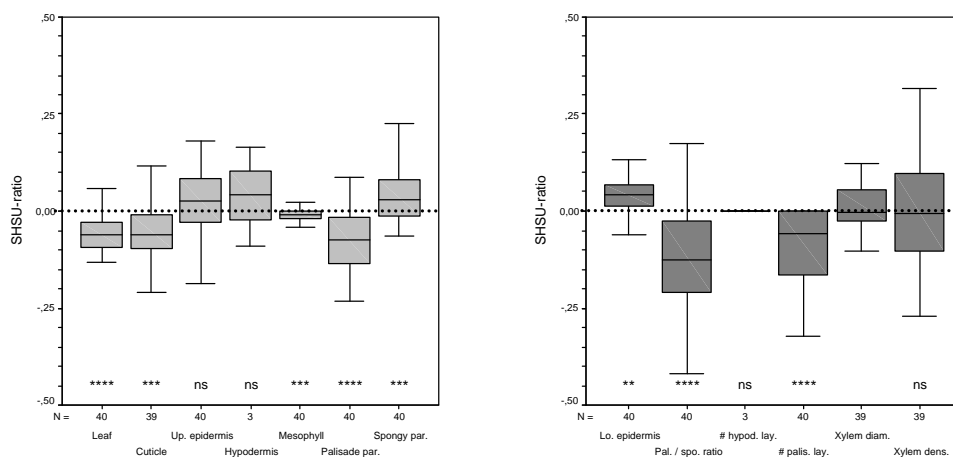 ,50
,25
0,00
-,25
-,50
SHSU-ratio
**** *** ns ns *** **** ***
N = 40 39 40 3 40 40 40
Leaf Up. epidermis Mesophyll Spongy par.
Cuticle Hypodermis Palisade par.
,50
,25
0,00
-,25
-,50
SHSU-ratio
** **** ns **** ns
N = 40 40 3 40 39 39
Lo. epidermis # hypod. lay. Xylem diam.
Pal. / spo. ratio # palis. lay. Xylem dens.